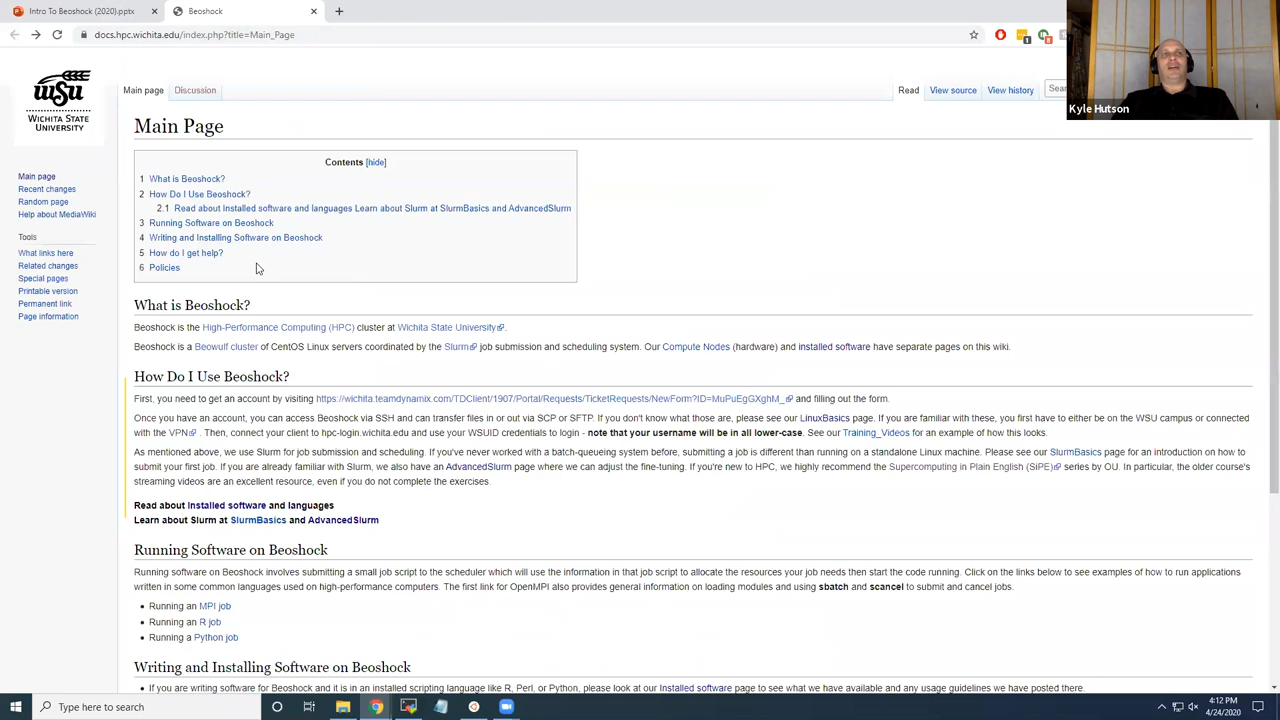 Intro To Beoshock (2020).pptx
Beoshock
docs.hpc.wichita.edu/index.php?title=Main_Page
Kyle Hutson
WSU
WICHITA STATE
UNIVERSITY
Main page
Recent changes
Random page
Help about MediaWiki
Tools
What links here
Related changes
Special pages
Printable version
Permanent link
Page information
Main page
Discussion
Read
View source
View history
Main Page
Contents [hide]
1 What is Beoshock?
2 How Do I Use Beoshock?
2.1 Read about Installed software and languages Learn about Slurm at SlurmBasics and AdvancedSlurm
3 Running Software on Beoshock
4 Writing and Installing Software on Beoshock
5 How do I get help?
6 Policies
What is Beoshock?
Beoshock is the High-Performance Computing (HPC) cluster at Wichita State University.
Beoshock is a Beowulf cluster of CentOS Linux servers coordinated by the Slurm job submission and scheduling system. Our Compute Nodes (hardware) and installed software have separate pages on this wiki.
How Do I Use Beoshock?
First, you need to get an account by visiting https://wichita.teamdynamix.com/TDClient/1907/Portal/Requests/TicketRequests/NewForm?ID=MuPuEgGXghM_ and filling out the form.
Once you have an account, you can access Beoshock via SSH and can transfer files in or out via SCP or SFTP. If you don't know what those are, please see our LinuxBasics page. If you are familiar with these, you first have to either be on the WSU campus or connected
with the VPN . Then, connect your client to hpc-login.wichita.edu and use your WSUID credentials to login - note that your username will be in all lower-case. See our Training_Videos for an example of how this looks.
As mentioned above, we use Slurm for job submission and scheduling. If you've never worked with a batch-queueing system before, submitting a job is different than running on a standalone Linux machine. Please see our SlurmBasics page for an introduction on how to
submit your first job. If you are already familiar with Slurm, we also have an AdvancedSlurm page where we can adjust the fine-tuning. If you're new to HPC, we highly recommend the Supercomputing in Plain English (SiPE) series by OU. In particular, the older course's
streaming videos are an excellent resource, even if you do not complete the exercises.
Read about Installed software and languages
Learn about Slurm at SlurmBasics and AdvancedSlurm
Running Software on Beoshock
Running software on Beoshock involves submitting a small job script to the scheduler which will use the information in that job script to allocate the resources your job needs then start the code running. Click on the links below to see examples of how to run applications
written in some common languages used on high-performance computers. The first link for OpenMPI also provides general information on loading modules and using sbatch and scancel to submit and cancel jobs.
• Running an MPI job
• Running an R job
• Running a Python job
Writing and Installing Software on Beoshock
• If you are writing software for Beoshock and it is in an installed scripting language like R, Perl, or Python, please look at our Installed software page to see what we have available and any usage guidelines we have posted there.
Type here to search
4:12 PM
4/24/2020